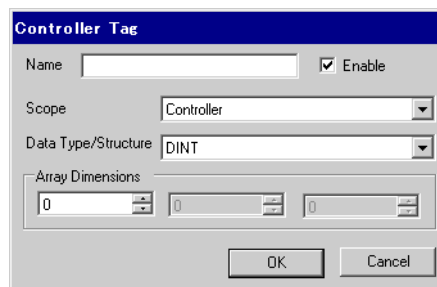 Controller Tag
Name Enable
Scope Controller
Data Type/Structure DINT
Array Dimensions
0 0 0
OK Cancel